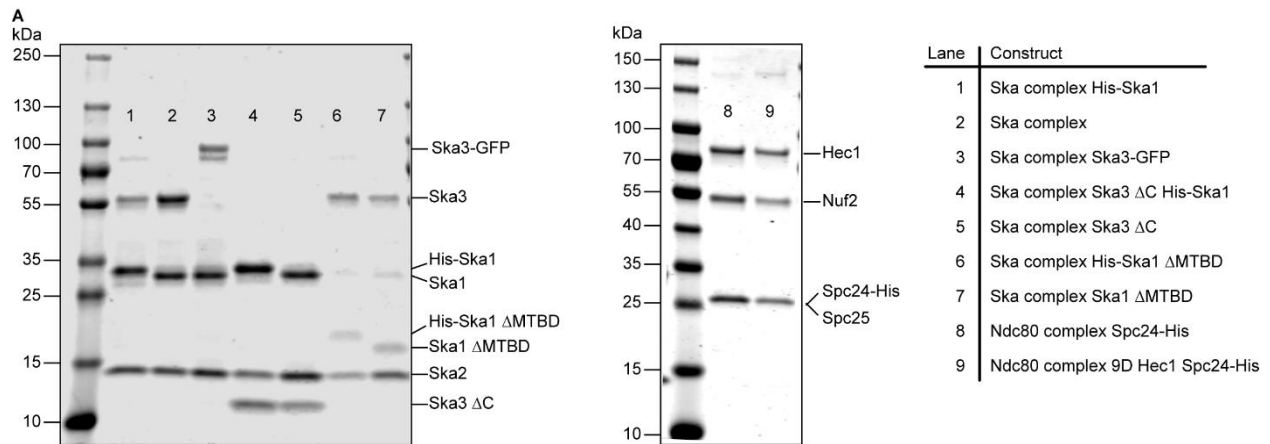 A
kDa
250
130
100
70
55
35
25
15
10
1 2 3 4 5 6 7
Ska3-GFP
Ska3
His-Ska1
Ska1
His-Ska1 ΔMTBD
Ska1 ΔMTBD
Ska2
Ska3 ΔC
kDa
150
130
100
70
55
40
35
25
15
10
8 9
Hec1
Nuf2
Spc24-His
Spc25
Lane Construct
1 Ska complex His-Ska1
2 Ska complex
3 Ska complex Ska3-GFP
4 Ska complex Ska3 ΔC His-Ska1
5 Ska complex Ska3 ΔC
6 Ska complex His-Ska1 ΔMTBD
7 Ska complex Ska1 ΔMTBD
8 Ndc80 complex Spc24-His
9 Ndc80 complex 9D Hec1 Spc24-His